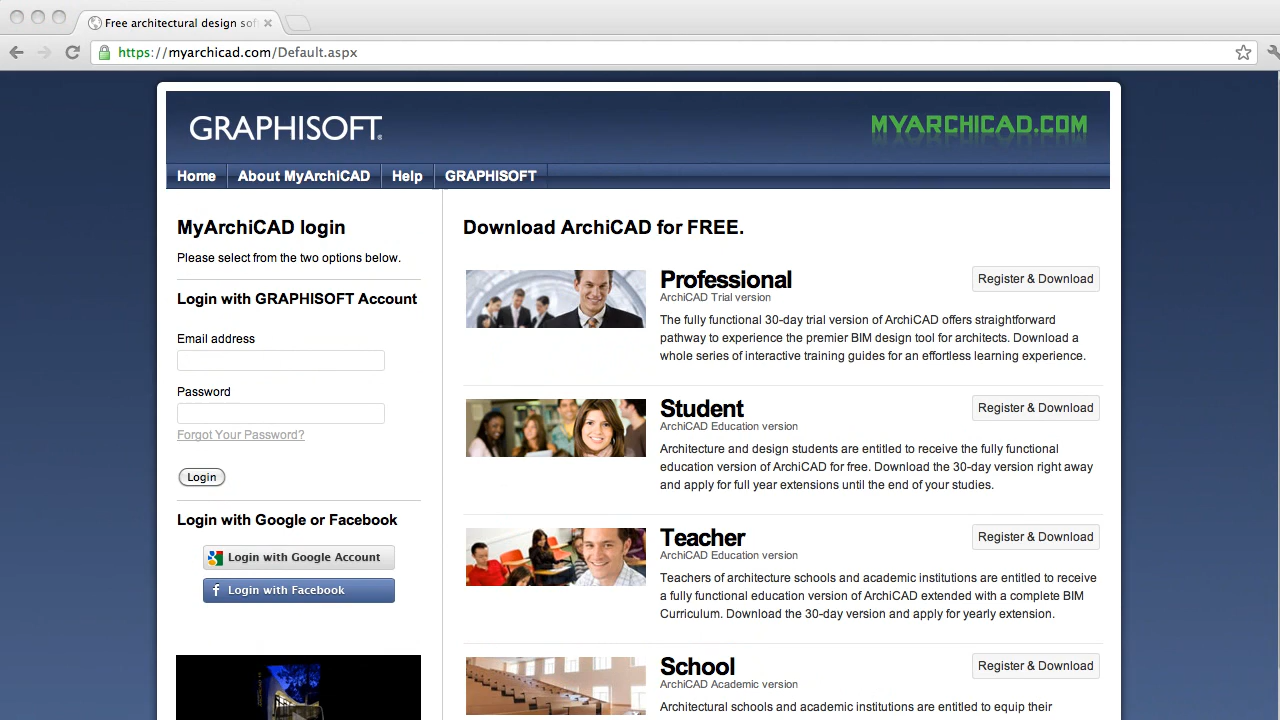 Free architectural design sof
https://myarchicad.com/Default.aspx
GRAPHISOFT®
MYARCHICAD.COM
Home About MyArchiCAD Help GRAPHISOFT
MyArchiCAD login
Please select from the two options below.
Login with GRAPHISOFT Account
Email address
Password
Forgot Your Password?
Login
Login with Google or Facebook
Login with Google Account
Login with Facebook
Download ArchiCAD for FREE.
Professional
Register & Download
ArchiCAD Trial version
The fully functional 30-day trial version of ArchiCAD offers straightforward
pathway to experience the premier BIM design tool for architects. Download a
whole series of interactive training guides for an effortless learning experience.
Student
Register & Download
ArchiCAD Education version
Architecture and design students are entitled to receive the fully functional
education version of ArchiCAD for free. Download the 30-day version right away
and apply for full year extensions until the end of your studies.
Teacher
Register & Download
ArchiCAD Education version
Teachers of architecture schools and academic institutions are entitled to receive
a fully functional education version of ArchiCAD extended with a complete BIM
Curriculum. Download the 30-day version and apply for yearly extension.
School
Register & Download
ArchiCAD Academic version
Architectural schools and academic institutions are entitled to equip their